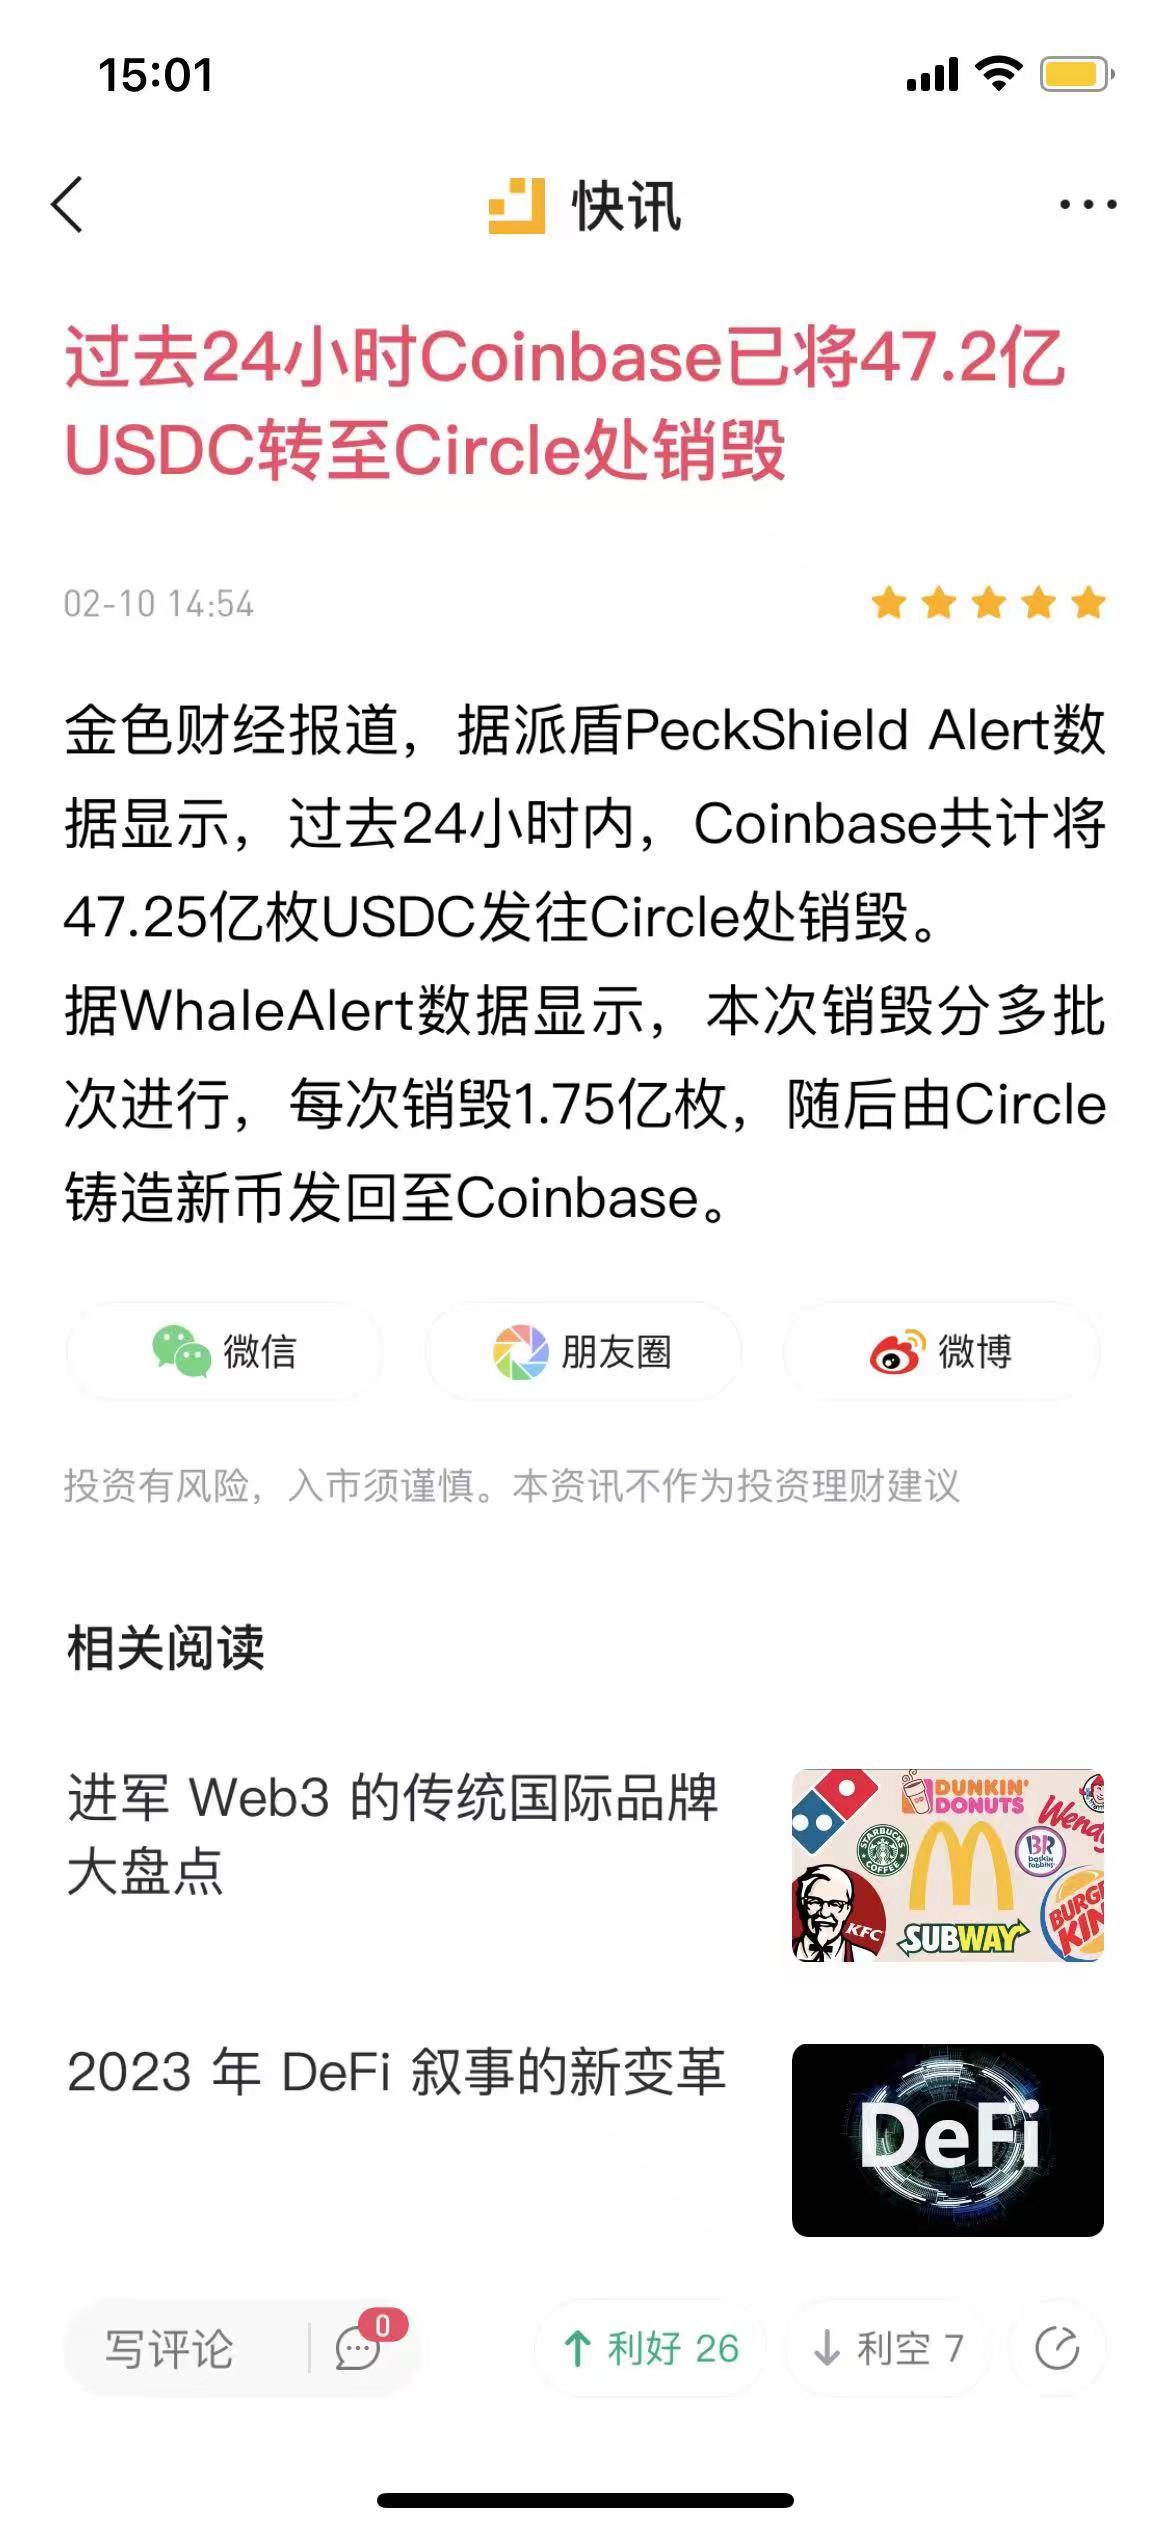 15:01
快讯
过去24小时Coinbase已将47.2亿
USDC转至Circle处销毁
02-10 14:54
金色财经报道，据派盾PeckShield Alert数
据显示，过去24小时内，Coinbase共计将
47.25亿枚USDC发往Circle处销毁。
据WhaleAlert数据显示，本次销毁分多批
次进行，每次销毁1.75亿枚，随后由Circle
铸造新币发回至Coinbase。
微信 朋友圈 微博
投资有风险，入市须谨慎。本资讯不作为投资理财建议
相关阅读
进军 Web3 的传统国际品牌
大盘点
DUNKIN'
DONUTS
Wendy
STARBUCKS
COFFEE
BR
baskin
robbins
KFC
SUBWAY
BURGE
KIN
2023 年 DeFi 叙事的新变革
DeFi
写评论 0 利好 26 利空 7